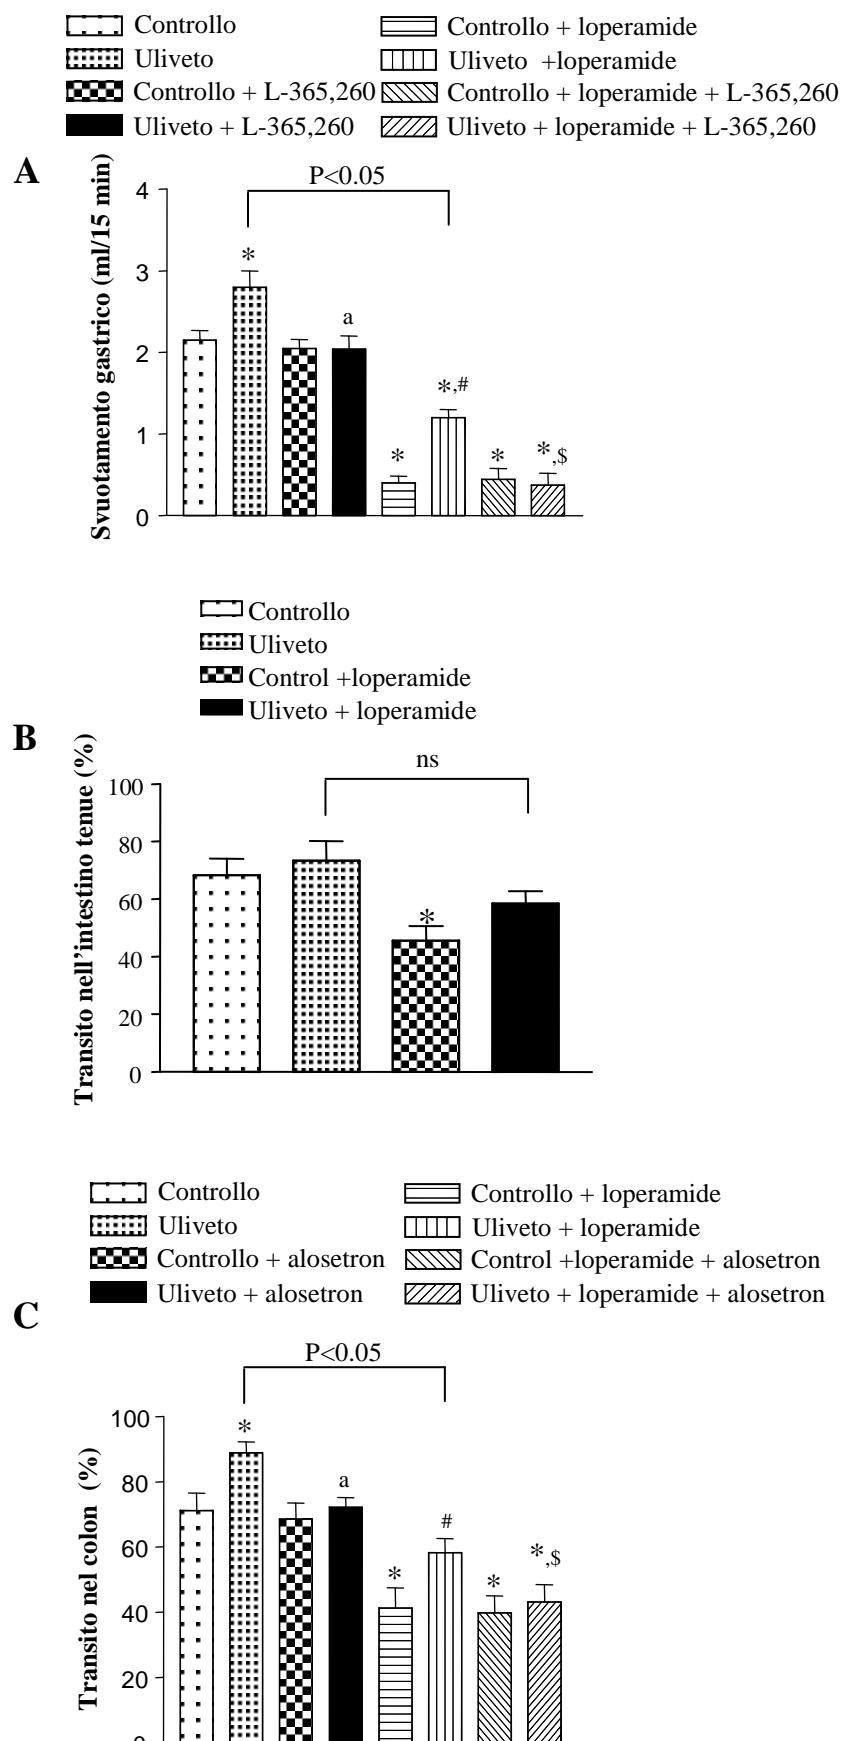 Controllo
Controllo + loperamide
Uliveto
Uliveto +loperamide
Controllo + L-365,260
Controllo + loperamide + L-365,260
Uliveto + L-365,260
Uliveto + loperamide + L-365,260
A
Svuotamento gastrico (ml/15 min)
P<0.05
4
3
2
1
0
*
a
*
*,#
*
*,$
Controllo
Uliveto
Control +loperamide
Uliveto + loperamide
B
Transito nell'intestino tenue (%)
ns
100
80
60
40
20
0
*
Controllo
Controllo + loperamide
Uliveto
Uliveto + loperamide
Controllo + alosetron
Control +loperamide + alosetron
Uliveto + alosetron
Uliveto + loperamide + alosetron
C
Transito nel colon (%)
P<0.05
100
80
60
40
20
0
*
a
*
#
*
*,$